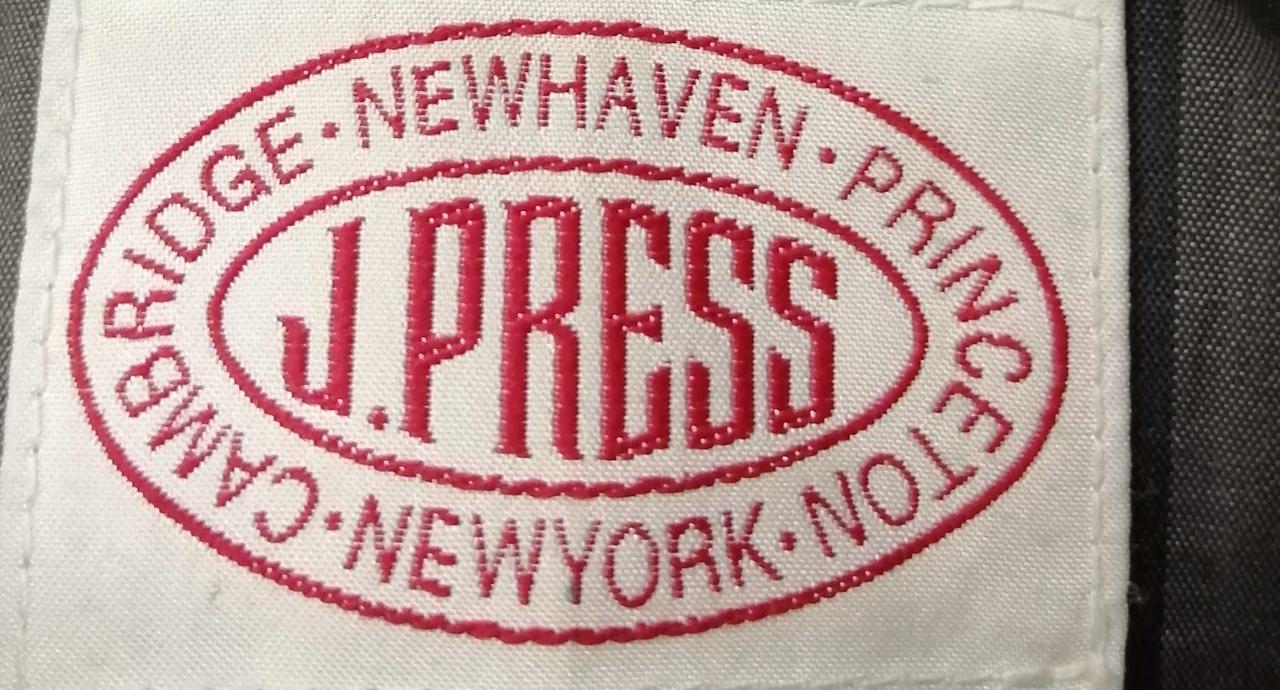 CAMBRIDGE · NEWHAVEN · PRINCETON ·
J.PRESS
NEWYORK ·